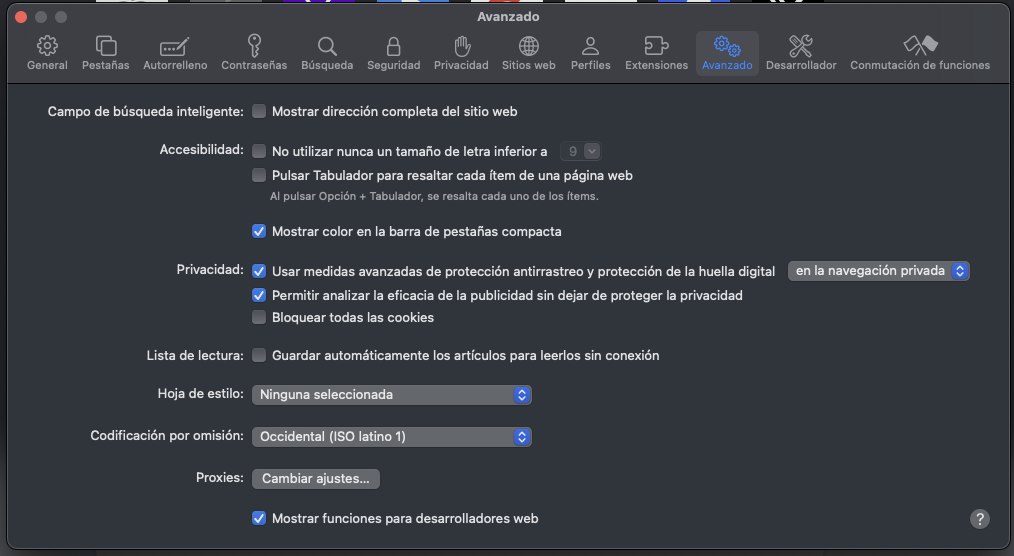 Avanzado
General Pestañas Autorrelleno Contraseñas Búsqueda Seguridad Privacidad Sitios web Perfiles Extensiones Avanzado Desarrollador Conmutación de funciones
Campo de búsqueda inteligente: Mostrar dirección completa del sitio web
Accesibilidad: No utilizar nunca un tamaño de letra inferior a 9
Pulsar Tabulador para resaltar cada ítem de una página web
Al pulsar Opción + Tabulador, se resalta cada uno de los ítems.
Mostrar color en la barra de pestañas compacta
Privacidad: Usar medidas avanzadas de protección antirrastreo y protección de la huella digital en la navegación privada
Permitir analizar la eficacia de la publicidad sin dejar de proteger la privacidad
Bloquear todas las cookies
Lista de lectura: Guardar automáticamente los artículos para leerlos sin conexión
Hoja de estilo: Ninguna seleccionada
Codificación por omisión: Occidental (ISO latino 1)
Proxies: Cambiar ajustes...
Mostrar funciones para desarrolladores web
?